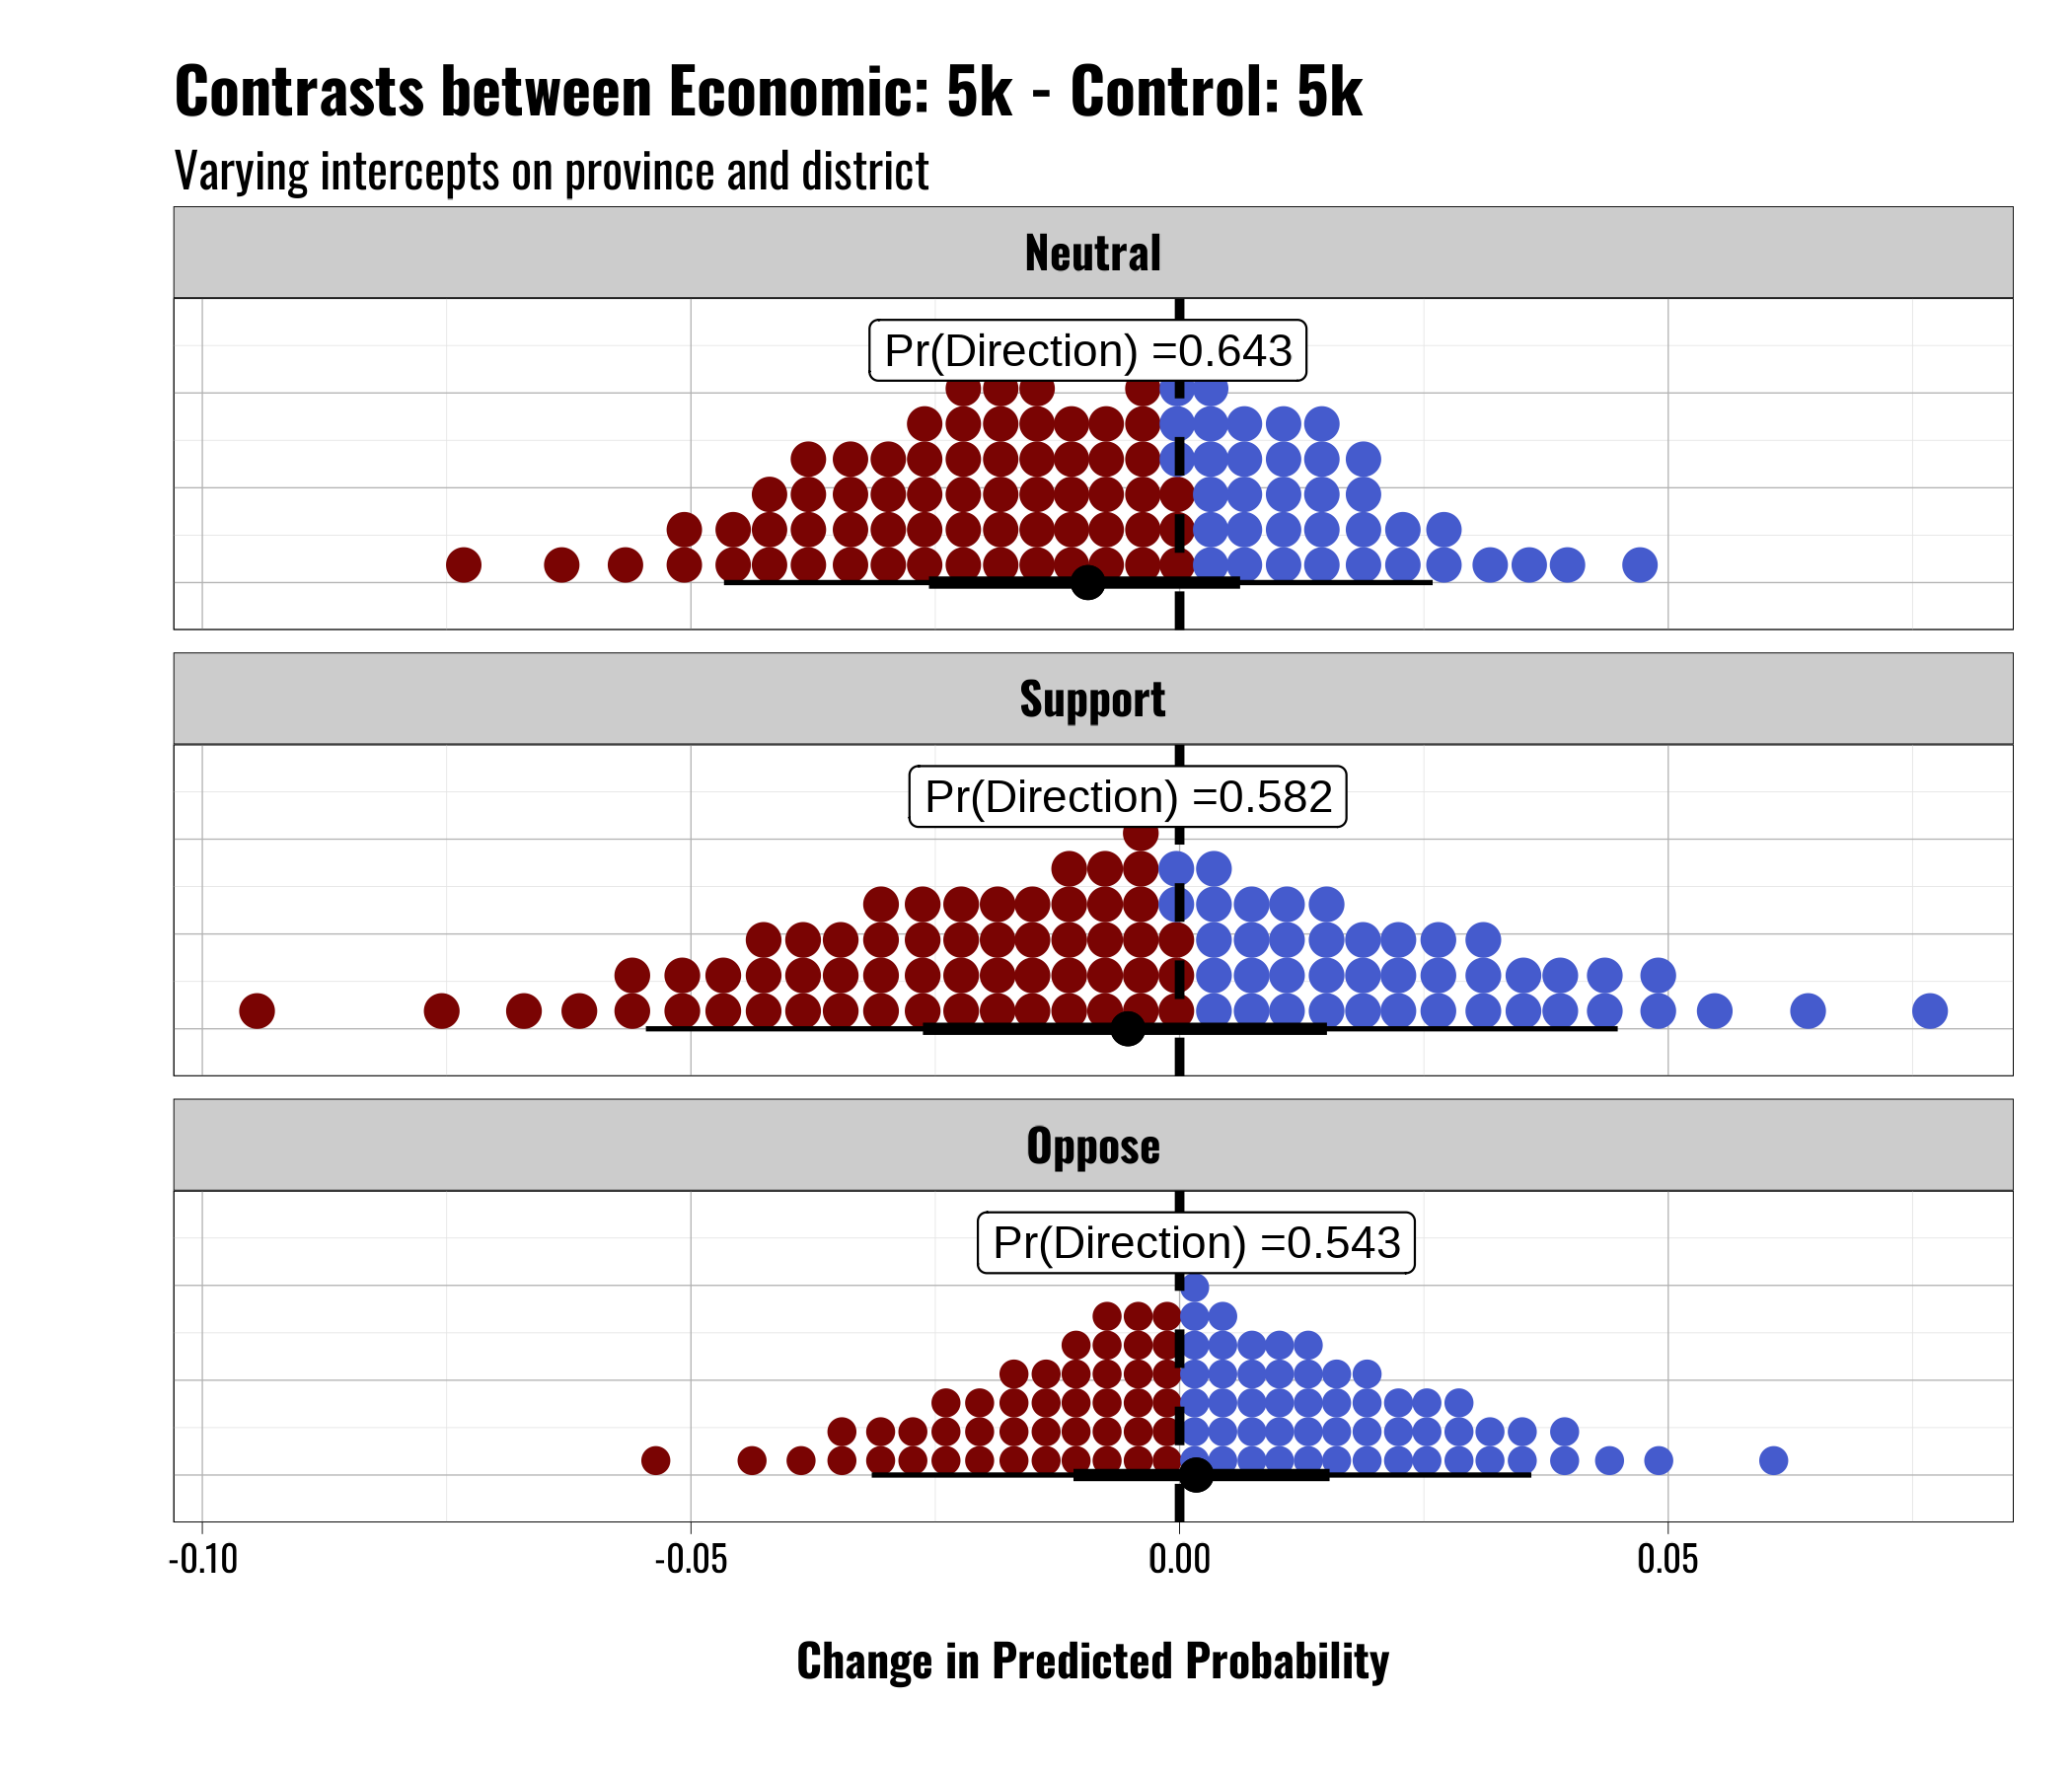 Contrasts between Economic: 5k - Control: 5k
Varying intercepts on province and district
Neutral
Pr(Direction) =0.643
Support
Pr(Direction) =0.582
Oppose
Pr(Direction) =0.543
-0.10 -0.05 0.00 0.05
Change in Predicted Probability